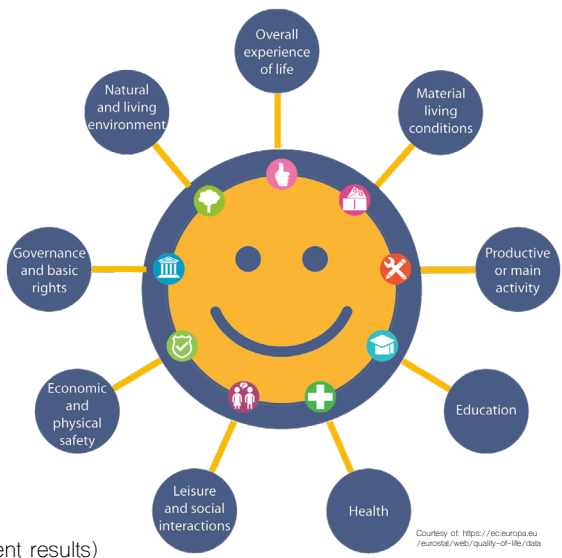 Overall
experience
of life
Natural
and living
environment
Material
living
conditions
Governance
and basic
rights
Productive
or main
activity
Economic
and
physical
safety
Education
Leisure
and social
interactions
Health
Courtesy of: https://ec.europa.eu
/eurostat/web/quality-of-life/data
ent results)